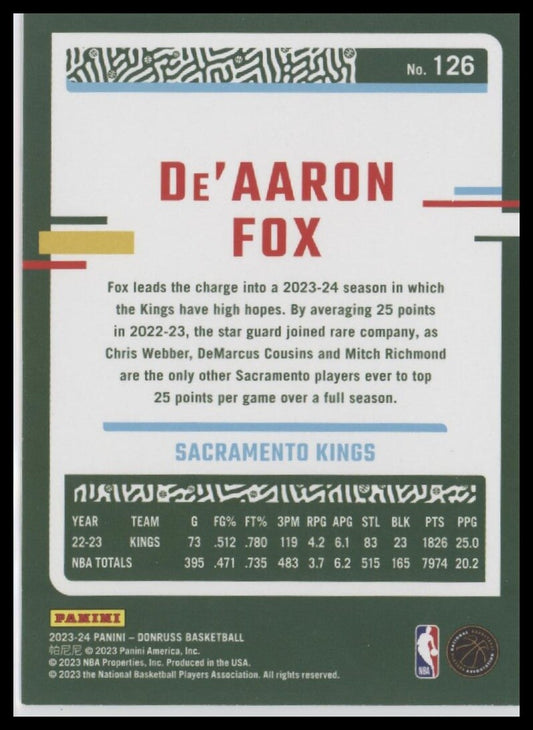 No. 126
DE'AARON
FOX
Fox leads the charge into a 2023-24 season in which
the Kings have high hopes. By averaging 25 points
in 2022-23, the star guard joined rare company, as
Chris Webber, DeMarcus Cousins and Mitch Richmond
are the only other Sacramento players ever to top
25 points per game over a full season.
SACRAMENTO KINGS
YEAR TEAM G FG% FT% 3PM RPG APG STL BLK PTS PPG
22-23 KINGS 73 .512 .780 119 4.2 6.1 83 23 1826 25.0
NBA TOTALS 395 .471 .735 483 3.7 6.2 515 165 7974 20.2
PANINI
2023-24 PANINI – DONRUSS BASKETBALL
帕尼尼 © 2023 Panini America, Inc.
© 2023 NBA Properties, Inc. Produced in the USA.
© 2023 the National Basketball Players Association. All rights reserved.
NBA
NATIONAL BASKETBALL
PLAYERS ASSOCIATION